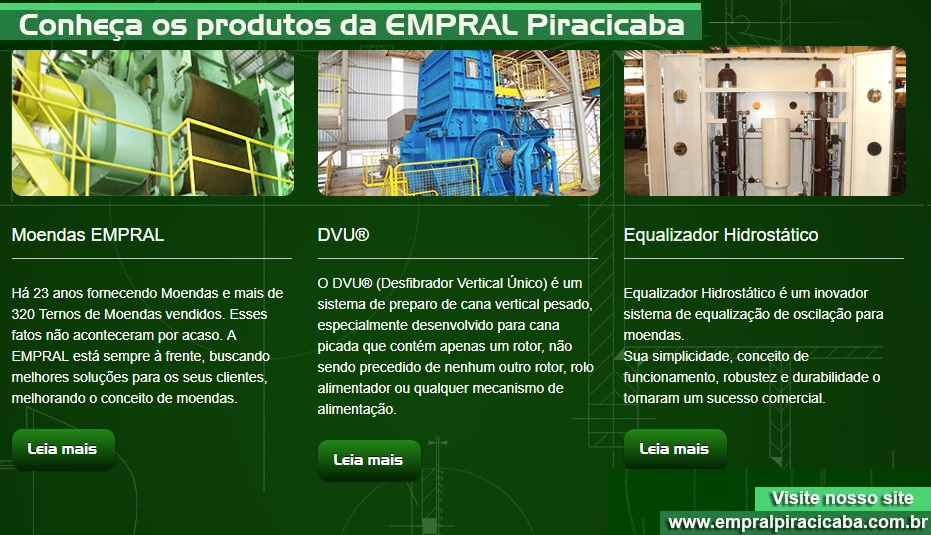 Conheça os produtos da EMPRAL Piracicaba
Moendas EMPRAL
Há 23 anos fornecendo Moendas e mais de
320 Ternos de Moendas vendidos. Esses
fatos não aconteceram por acaso. A
EMPRAL está sempre à frente, buscando
melhores soluções para os seus clientes,
melhorando o conceito de moendas.
Leia mais
DVU®
O DVU® (Desfibrador Vertical Único) é um
sistema de preparo de cana vertical pesado,
especialmente desenvolvido para cana
picada que contém apenas um rotor, não
sendo precedido de nenhum outro rotor, rolo
alimentador ou qualquer mecanismo de
alimentação.
Leia mais
Equalizador Hidrostático
Equalizador Hidrostático é um inovador
sistema de equalização de oscilação para
moendas.
Sua simplicidade, conceito de
funcionamento, robustez e durabilidade o
tornaram um sucesso comercial.
Leia mais
Visite nosso site
www.empralpiracicaba.com.br